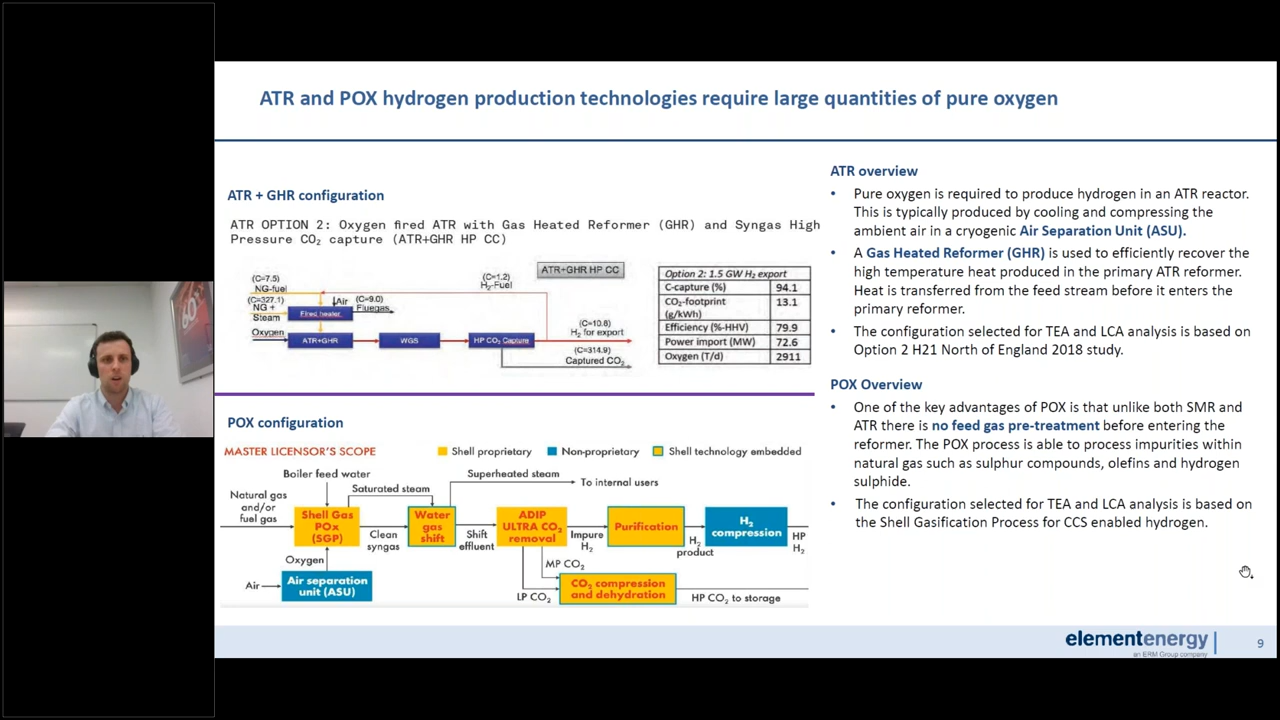 ATR and POX hydrogen production technologies require large quantities of pure oxygen
ATR + GHR configuration
ATR OPTION 2: Oxygen fired ATR with Gas Heated Reformer (GHR) and Syngas High
Pressure CO₂ capture (ATR+GHR HP CC)
(C=7.5)
NG-fuel
(C=327.1)
NG +
Steam
Oxygen
Air
(C=9.0)
Fluegas
Fired heater
ATR+GHR
WGS
HP CO₂ Capture
(C=1.2)
H₂-Fuel
ATR+GHR HP CC
(C=10.8)
H₂ for export
(C=314.9)
Captured CO₂
Option 2: 1.5 GW H₂ export
C-capture (%) 94.1
CO₂-footprint 13.1
(g/kWh)
Efficiency (%-HHV) 79.9
Power import (MW) 72.6
Oxygen (T/d) 2911
POX configuration
MASTER LICENSOR'S SCOPE
Shell proprietary
Non-proprietary
Shell technology embedded
Boiler feed water
Saturated steam
Superheated steam
To internal users
Natural gas
and/or
fuel gas
Shell Gas
POx
(SGP)
Clean
syngas
Water
gas
shift
Shift
effluent
ADIP
ULTRA CO₂
removal
Impure
H₂
Purification
H₂
product
H₂
compression
HP
H₂
Oxygen
Air
Air separation
unit (ASU)
MP CO₂
LP CO₂
CO₂ compression
and dehydration
HP CO₂ to storage
ATR overview
• Pure oxygen is required to produce hydrogen in an ATR reactor.
This is typically produced by cooling and compressing the
ambient air in a cryogenic Air Separation Unit (ASU).
• A Gas Heated Reformer (GHR) is used to efficiently recover the
high temperature heat produced in the primary ATR reformer.
Heat is transferred from the feed stream before it enters the
primary reformer.
• The configuration selected for TEA and LCA analysis is based on
Option 2 H21 North of England 2018 study.
POX Overview
• One of the key advantages of POX is that unlike both SMR and
ATR there is no feed gas pre-treatment before entering the
reformer. The POX process is able to process impurities within
natural gas such as sulphur compounds, olefins and hydrogen
sulphide.
• The configuration selected for TEA and LCA analysis is based on
the Shell Gasification Process for CCS enabled hydrogen.
elementenergy
an ERM Group company
9